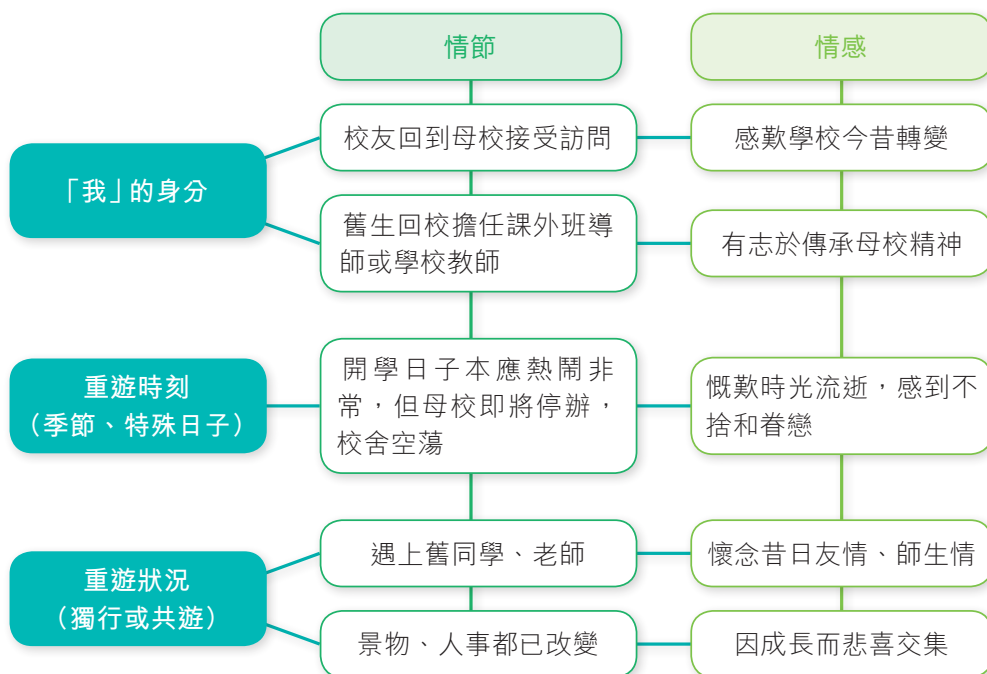 情節
情感
「我」的身分
校友回到母校接受訪問
感歎學校今昔轉變
舊生回校擔任課外班導
師或學校教師
有志於傳承母校精神
重遊時刻
（季節、特殊日子）
開學日子本應熱鬧非
常，但母校即將停辦，
校舍空蕩
慨歎時光流逝，感到不
捨和眷戀
重遊狀況
（獨行或共遊）
遇上舊同學、老師
懷念昔日友情、師生情
景物、人事都已改變
因成長而悲喜交集